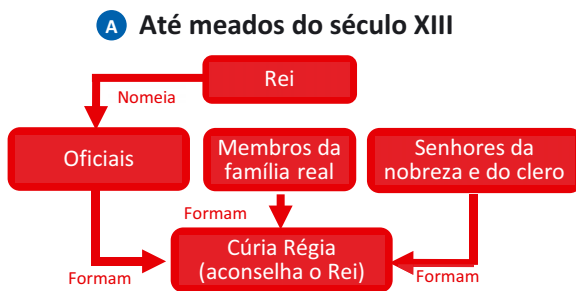 A Até meados do século XIII
Rei
Nomeia
Oficiais
Membros da
família real
Senhores da
nobreza e do clero
Formam
Cúria Régia
(aconselha o Rei)
Formam
Formam